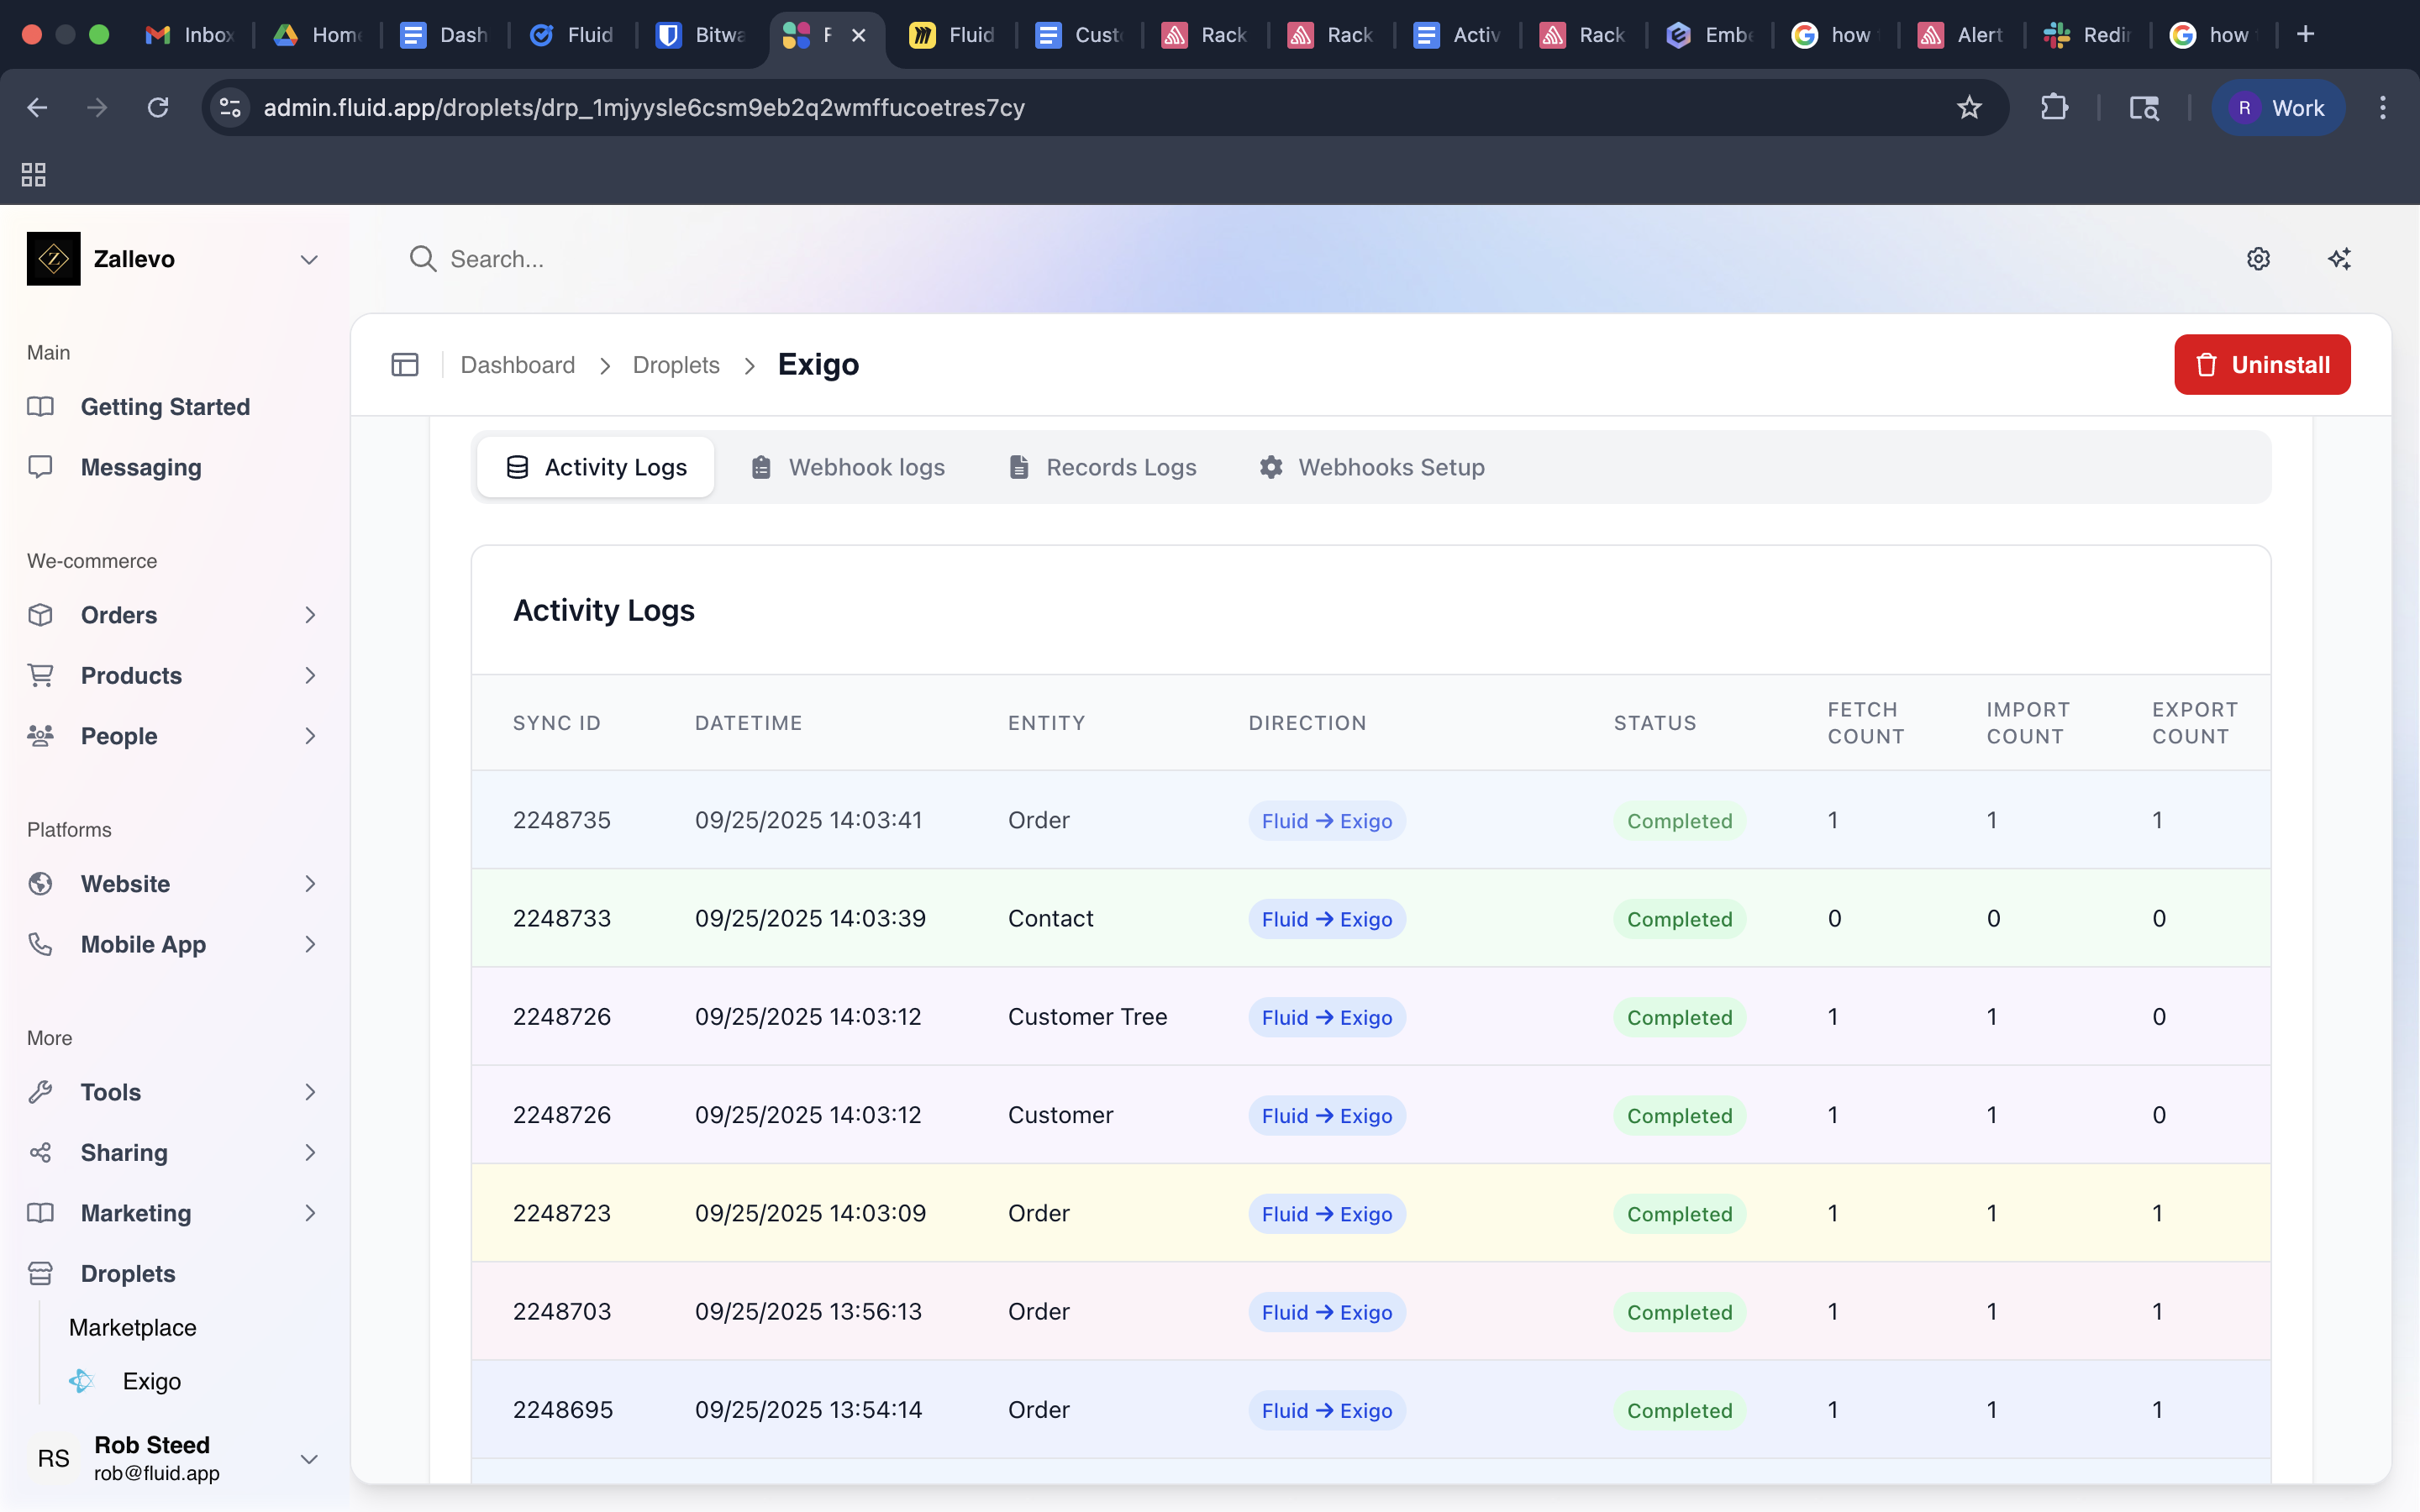 Inbox
Home
Dash
Fluid
Bitwa
F
Fluid
Cust
Rack
Rack
Activ
Rack
Embe
how
Alert
Redir
how
admin.fluid.app/droplets/drp_1mjyysle6csm9eb2q2wmffucoetres7cy
R
Work
Z
Zallevo
Search...
Main
Getting Started
Messaging
We-commerce
Orders
Products
People
Platforms
Website
Mobile App
More
Tools
Sharing
Marketing
Droplets
Marketplace
Exigo
RS
Rob Steed
rob@fluid.app
Dashboard > Droplets > Exigo
Uninstall
Activity Logs
Webhook logs
Records Logs
Webhooks Setup
Activity Logs
SYNC ID DATETIME ENTITY DIRECTION STATUS FETCH COUNT IMPORT COUNT EXPORT COUNT
2248735 09/25/2025 14:03:41 Order Fluid → Exigo Completed 1 1 1
2248733 09/25/2025 14:03:39 Contact Fluid → Exigo Completed 0 0 0
2248726 09/25/2025 14:03:12 Customer Tree Fluid → Exigo Completed 1 1 0
2248726 09/25/2025 14:03:12 Customer Fluid → Exigo Completed 1 1 0
2248723 09/25/2025 14:03:09 Order Fluid → Exigo Completed 1 1 1
2248703 09/25/2025 13:56:13 Order Fluid → Exigo Completed 1 1 1
2248695 09/25/2025 13:54:14 Order Fluid → Exigo Completed 1 1 1